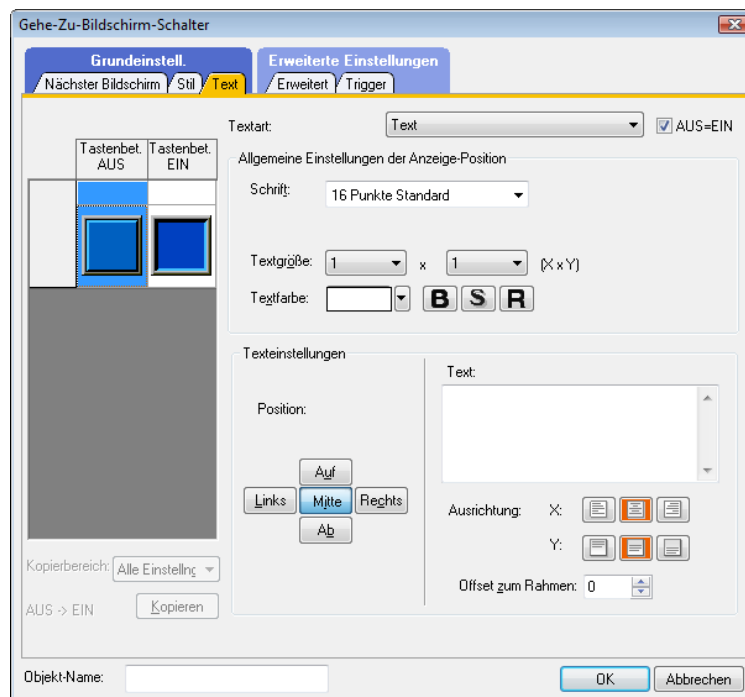 Gehe-Zu-Bildschirm-Schalter
Grundeinstell.
Erweiterte Einstellungen
Nächster Bildschirm
Stil
Text
Erweitert
Trigger
Textart:
Text
AUS=EIN
Tastenbet. AUS
Tastenbet. EIN
Allgemeine Einstellungen der Anzeige-Position
Schrift:
16 Punkte Standard
Textgröße:
1
x
1
(X x Y)
Textfarbe:
B
S
R
Texteinstellungen
Position:
Auf
Links
Mitte
Rechts
Ab
Text:
Ausrichtung:
X:
Y:
Offset zum Rahmen:
0
Kopierbereich:
Alle Einstellng
AUS -> EIN
Kopieren
Objekt-Name:
OK
Abbrechen